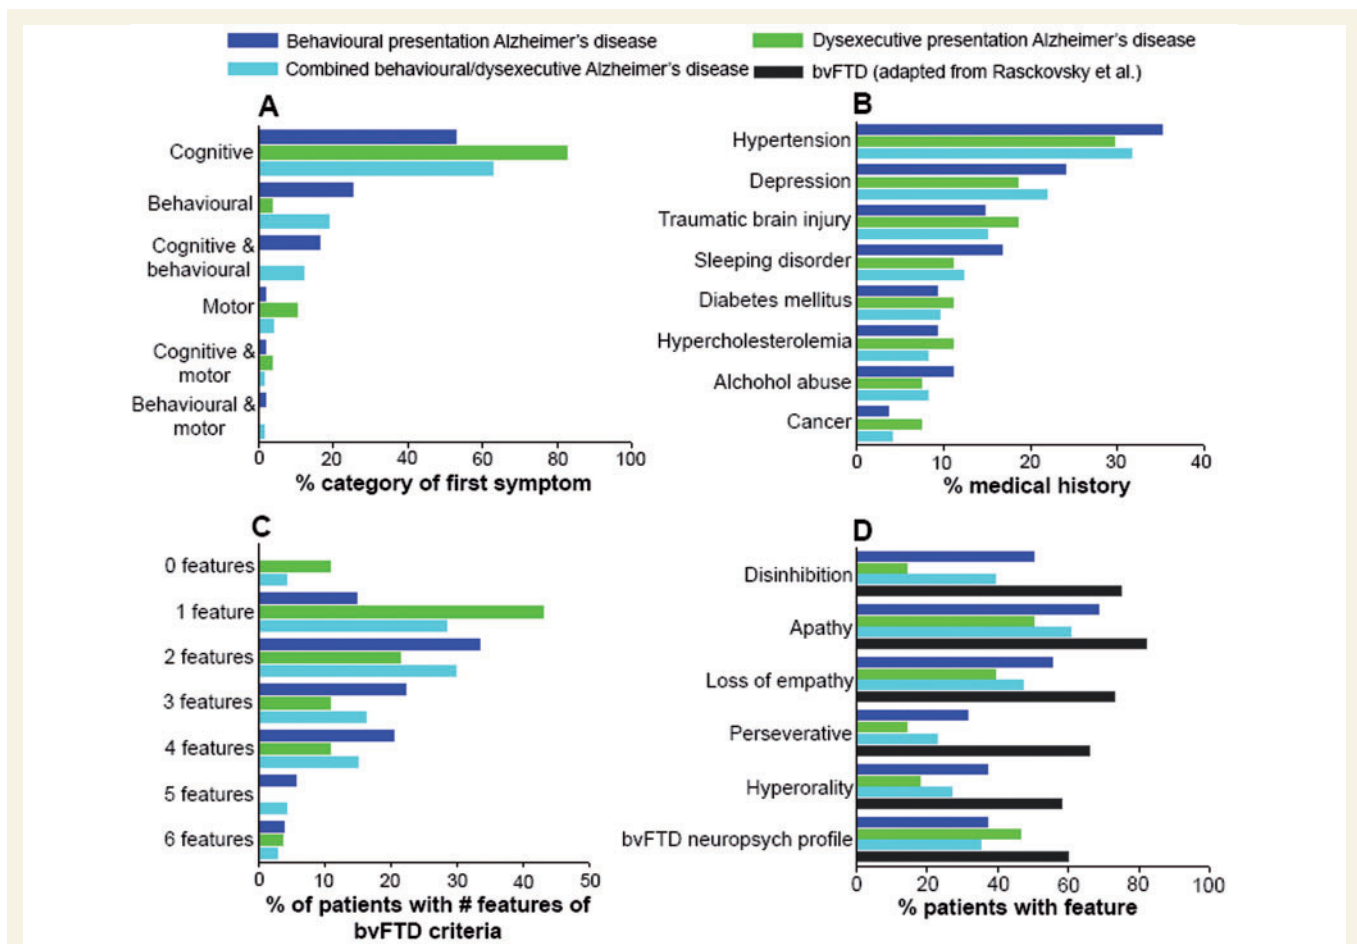 Behavioural presentation Alzheimer's disease
Dysexecutive presentation Alzheimer's disease
Combined behavioural/dysexecutive Alzheimer's disease
bvFTD (adapted from Rasckovsky et al.)
A
Cognitive
Behavioural
Cognitive &
behavioural
Motor
Cognitive &
motor
Behavioural &
motor
0 20 40 60 80 100
% category of first symptom
B
Hypertension
Depression
Traumatic brain injury
Sleeping disorder
Diabetes mellitus
Hypercholesterolemia
Alchohol abuse
Cancer
0 10 20 30 40
% medical history
C
0 features
1 feature
2 features
3 features
4 features
5 features
6 features
0 10 20 30 40 50
% of patients with # features of
bvFTD criteria
D
Disinhibition
Apathy
Loss of empathy
Perseverative
Hyperorality
bvFTD neuropsych profile
0 20 40 60 80 100
% patients with feature